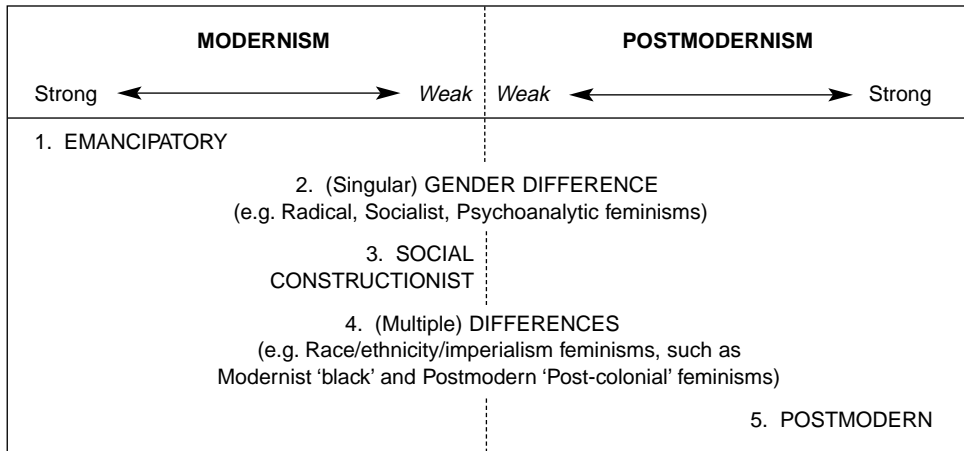 MODERNISM POSTMODERNISM
Strong Weak Weak Strong
1. EMANCIPATORY
2. (Singular) GENDER DIFFERENCE
(e.g. Radical, Socialist, Psychoanalytic feminisms)
3. SOCIAL
CONSTRUCTIONIST
4. (Multiple) DIFFERENCES
(e.g. Race/ethnicity/imperialism feminisms, such as
Modernist ‘black’ and Postmodern ‘Post-colonial’ feminisms)
5. POSTMODERN